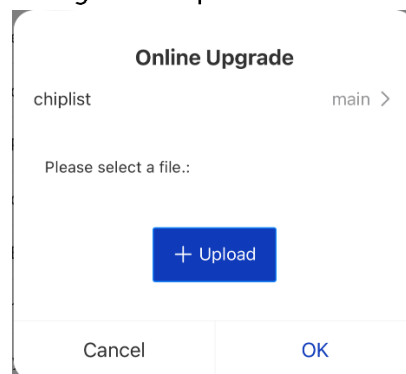 Online Upgrade
chiplist main >
Please select a file.:
+ Upload
Cancel OK